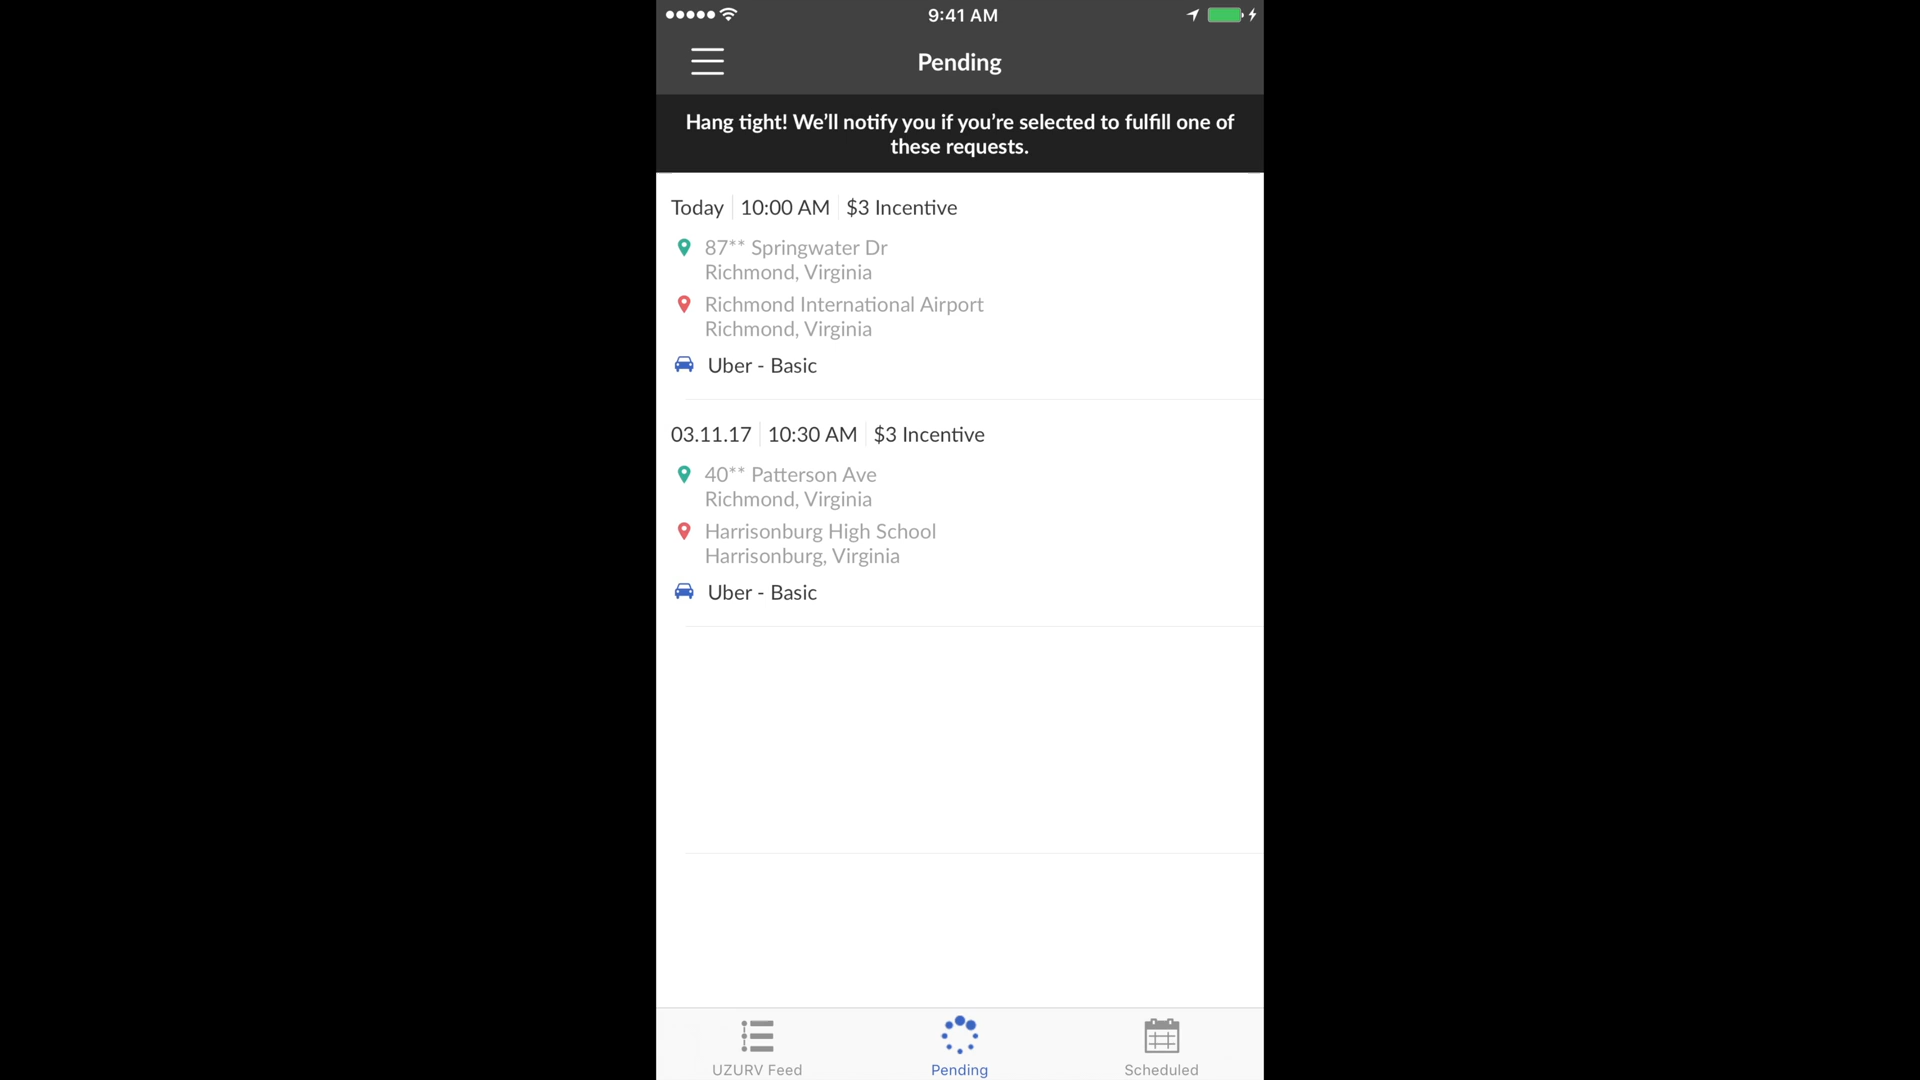 9:41 AM
Pending
Hang tight! We’ll notify you if you’re selected to fulfill one of
these requests.
Today | 10:00 AM | $3 Incentive
87** Springwater Dr
Richmond, Virginia
Richmond International Airport
Richmond, Virginia
Uber - Basic
03.11.17 | 10:30 AM | $3 Incentive
40** Patterson Ave
Richmond, Virginia
Harrisonburg High School
Harrisonburg, Virginia
Uber - Basic
UZURV Feed Pending Scheduled